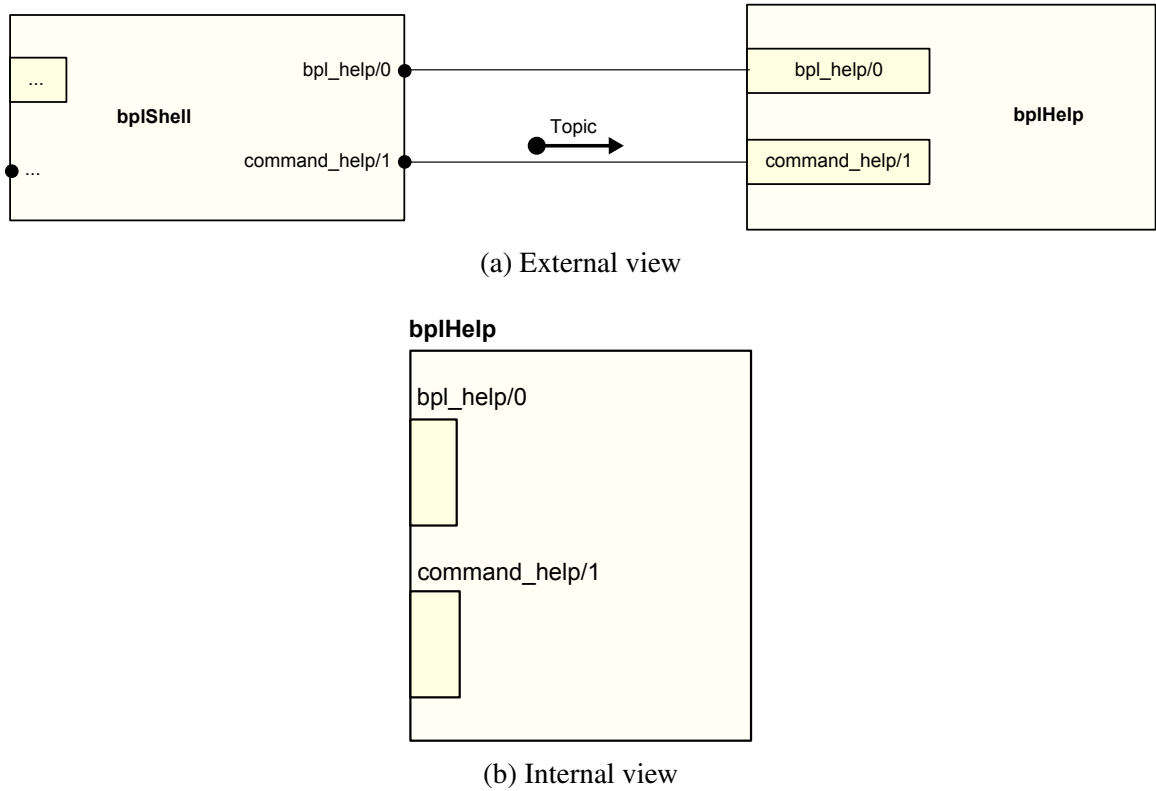 bpl_help/0
bpl_help/0
...
bplShell
bplHelp
Topic
command_help/1
command_help/1
...
(a) External view
bplHelp
bpl_help/0
command_help/1
(b) Internal view